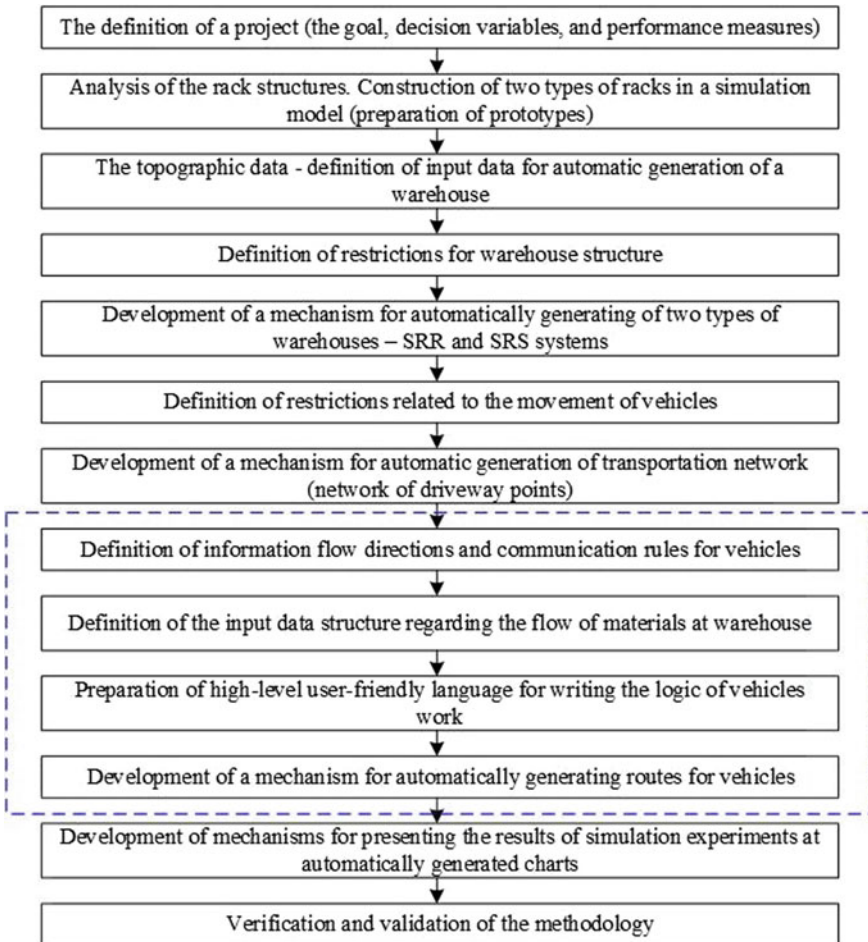 The definition of a project (the goal, decision variables, and performance measures)
Analysis of the rack structures. Construction of two types of racks in a simulation
model (preparation of prototypes)
The topographic data - definition of input data for automatic generation of a
warehouse
Definition of restrictions for warehouse structure
Development of a mechanism for automatically generating of two types of
warehouses – SRR and SRS systems
Definition of restrictions related to the movement of vehicles
Development of a mechanism for automatic generation of transportation network
(network of driveway points)
Definition of information flow directions and communication rules for vehicles
Definition of the input data structure regarding the flow of materials at warehouse
Preparation of high-level user-friendly language for writing the logic of vehicles
work
Development of a mechanism for automatically generating routes for vehicles
Development of mechanisms for presenting the results of simulation experiments at
automatically generated charts
Verification and validation of the methodology